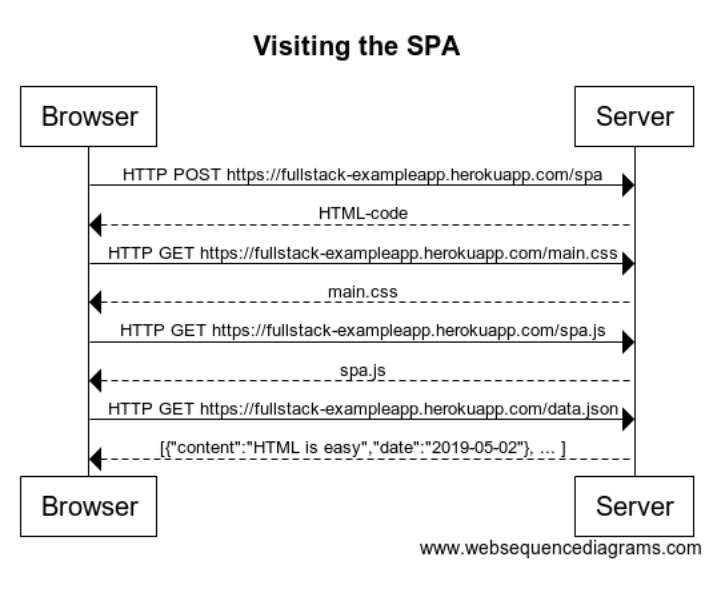 Visiting the SPA
Browser
Server
HTTP POST https://fullstack-exampleapp.herokuapp.com/spa
HTML-code
HTTP GET https://fullstack-exampleapp.herokuapp.com/main.css
main.css
HTTP GET https://fullstack-exampleapp.herokuapp.com/spa.js
spa.js
HTTP GET https://fullstack-exampleapp.herokuapp.com/data.json
[{"content":"HTML is easy","date":"2019-05-02"}, ... ]
Browser
Server
www.websequencediagrams.com